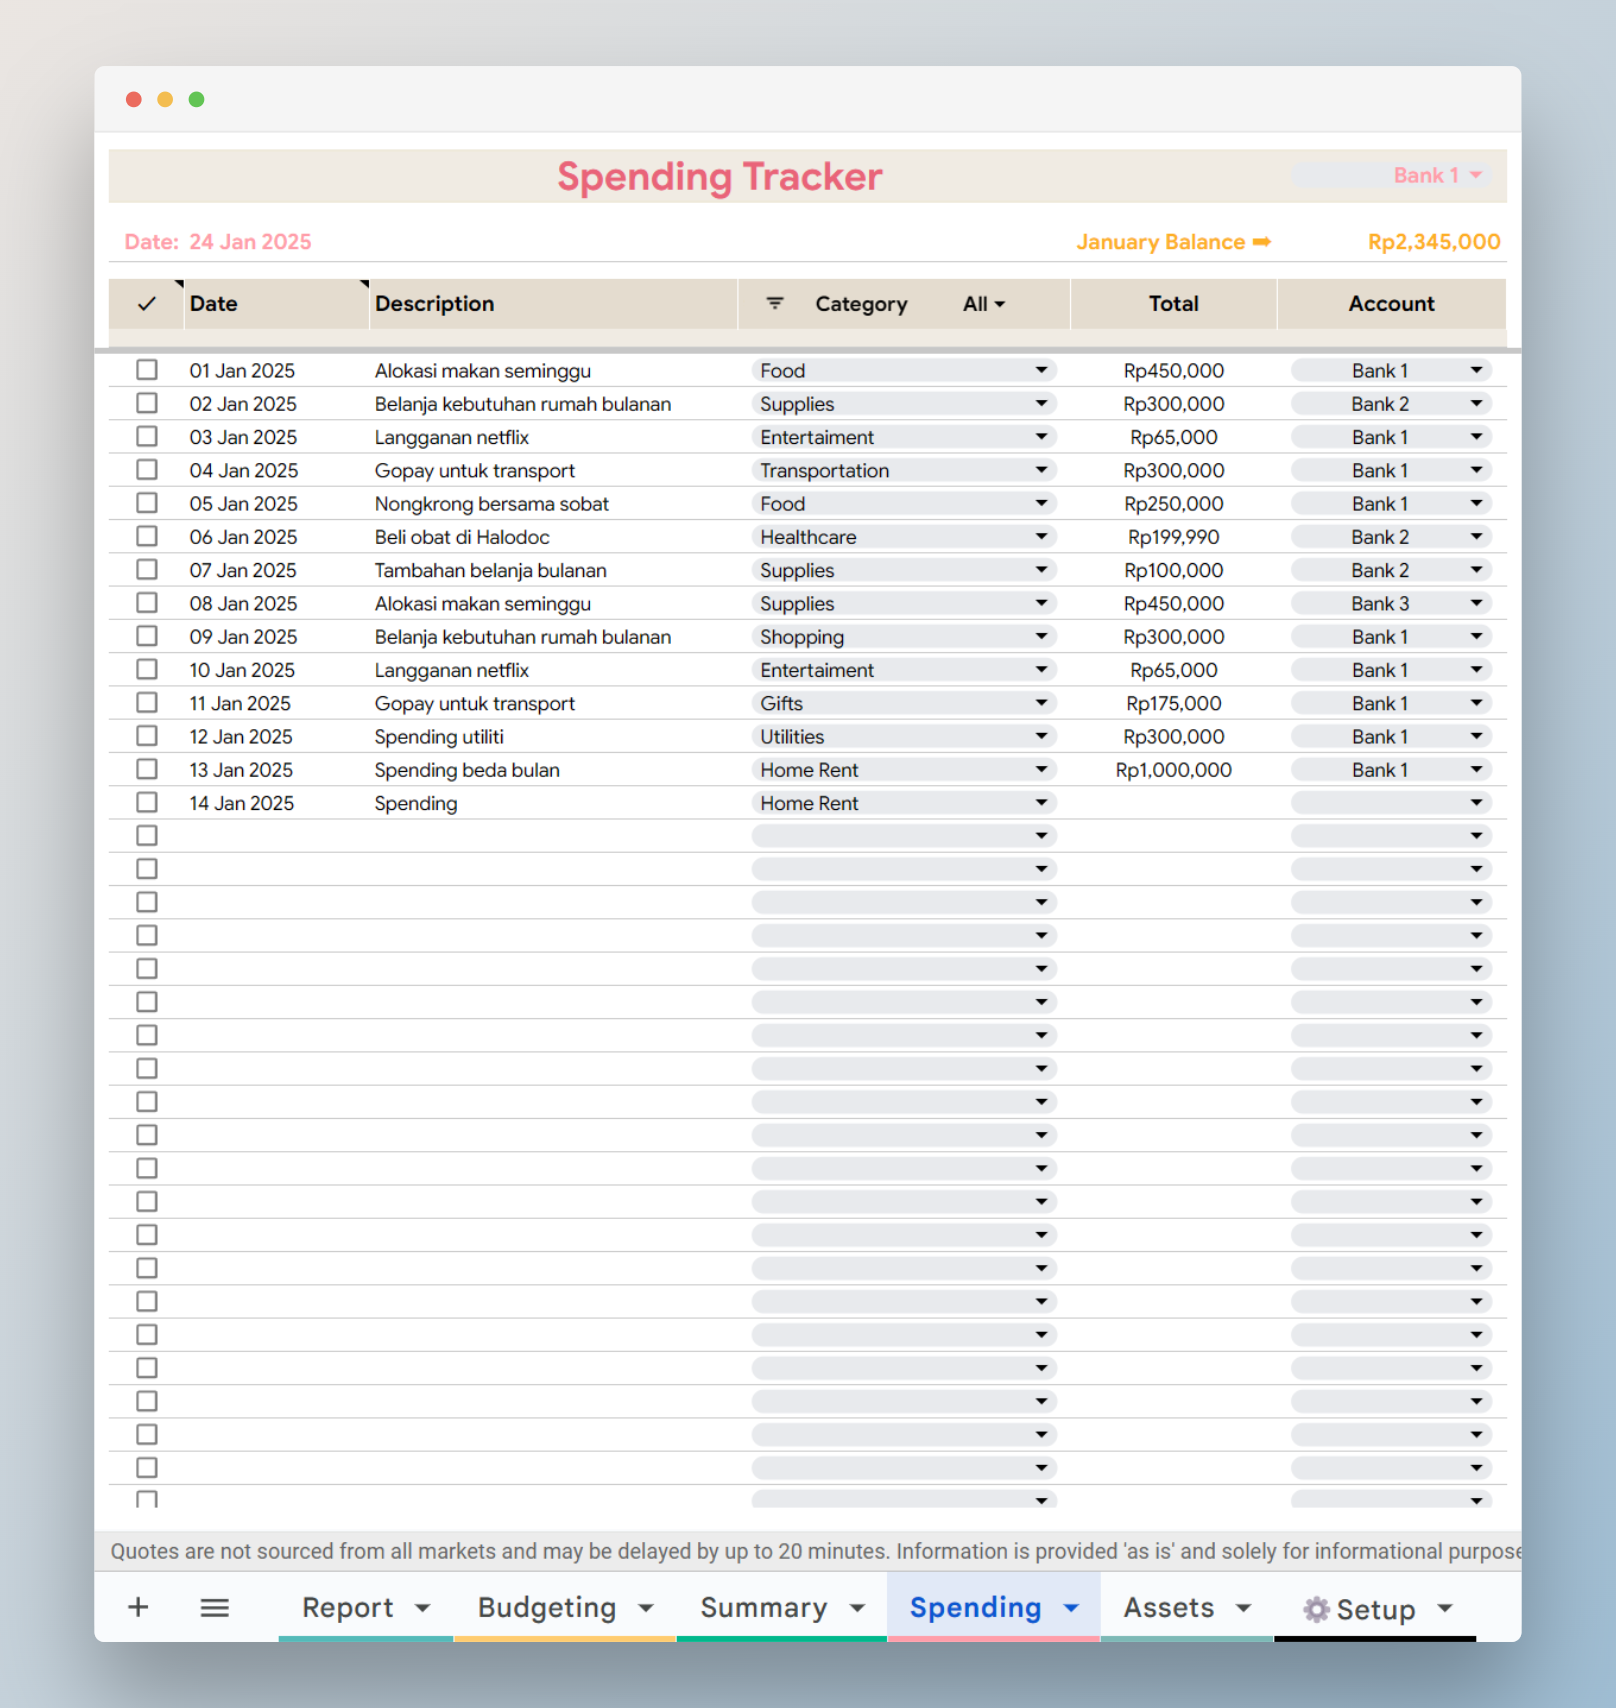 Spending Tracker Bank 1
Date: 24 Jan 2025 January Balance ➡ Rp2,345,000
✓ Date Description Category All Total Account
01 Jan 2025 Alokasi makan seminggu Food Rp450,000 Bank 1
02 Jan 2025 Belanja kebutuhan rumah bulanan Supplies Rp300,000 Bank 2
03 Jan 2025 Langganan netflix Entertaiment Rp65,000 Bank 1
04 Jan 2025 Gopay untuk transport Transportation Rp300,000 Bank 1
05 Jan 2025 Nongkrong bersama sobat Food Rp250,000 Bank 1
06 Jan 2025 Beli obat di Halodoc Healthcare Rp199,990 Bank 2
07 Jan 2025 Tambahan belanja bulanan Supplies Rp100,000 Bank 2
08 Jan 2025 Alokasi makan seminggu Supplies Rp450,000 Bank 3
09 Jan 2025 Belanja kebutuhan rumah bulanan Shopping Rp300,000 Bank 1
10 Jan 2025 Langganan netflix Entertaiment Rp65,000 Bank 1
11 Jan 2025 Gopay untuk transport Gifts Rp175,000 Bank 1
12 Jan 2025 Spending utiliti Utilities Rp300,000 Bank 1
13 Jan 2025 Spending beda bulan Home Rent Rp1,000,000 Bank 1
14 Jan 2025 Spending Home Rent
Quotes are not sourced from all markets and may be delayed by up to 20 minutes. Information is provided 'as is' and solely for informational purpose
Report Budgeting Summary Spending Assets Setup